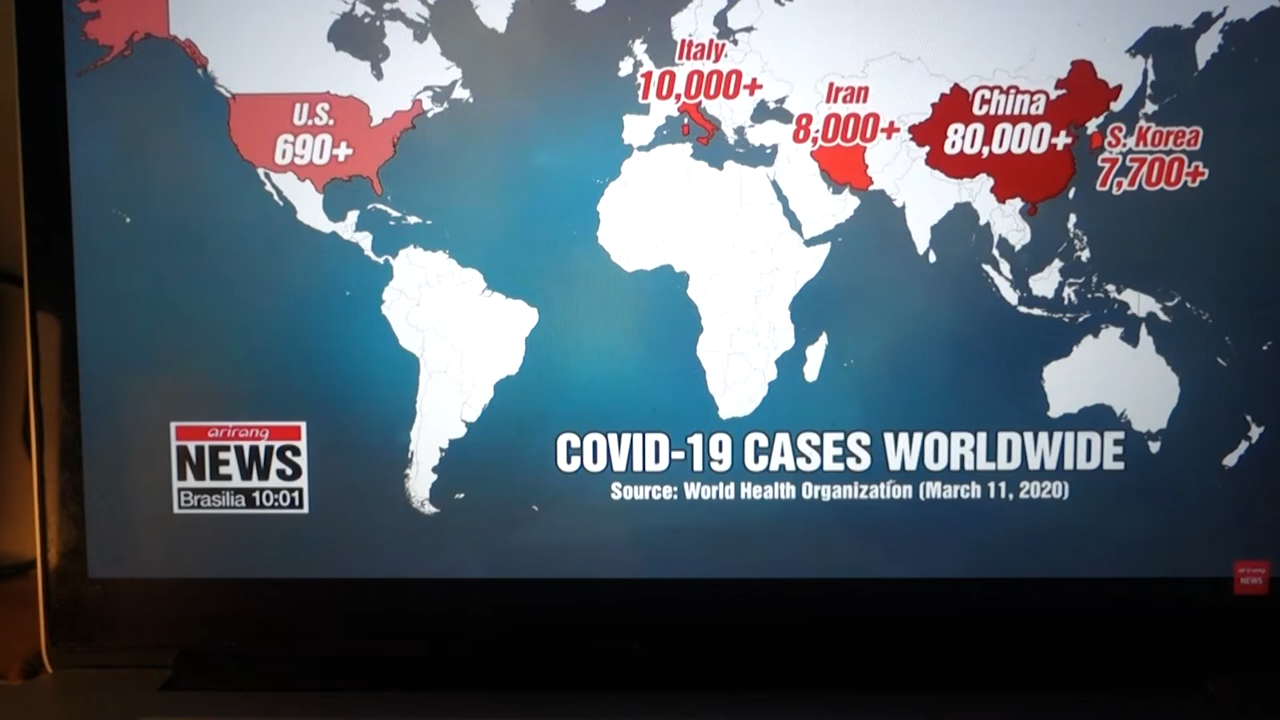 Italy
10,000+
Iran
8,000+
U.S.
690+
China
80,000+
S. Korea
7,700+
arirang
NEWS
Brasilia 10:01
COVID-19 CASES WORLDWIDE
Source: World Health Organization (March 11, 2020)
arirang
NEWS